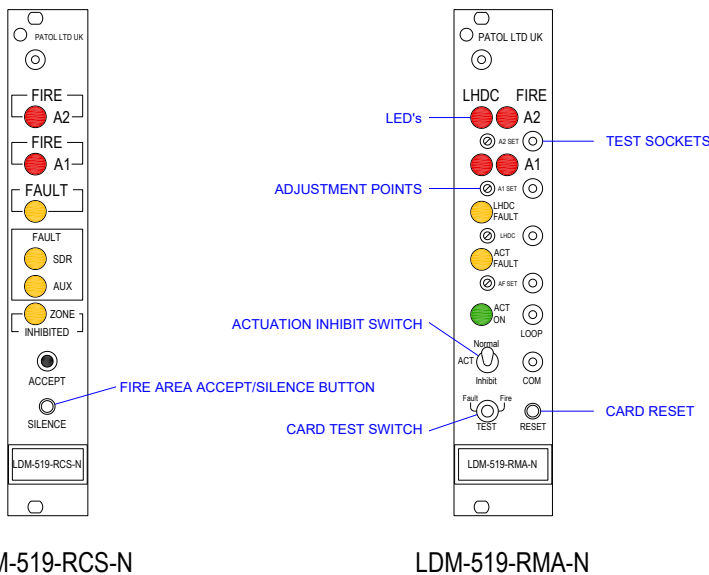 PATOL LTD UK
FIRE
A2
FIRE
A1
FAULT
FAULT
SDR
AUX
ZONE
INHIBITED
ACCEPT
SILENCE
FIRE AREA ACCEPT/SILENCE BUTTON
LDM-519-RCS-N
M-519-RCS-N
PATOL LTD UK
LHDC FIRE
LED's
A2
A2 SET
TEST SOCKETS
A1
ADJUSTMENT POINTS
A1 SET
LHDC
FAULT
LHDC
ACT
FAULT
AF SET
ACT
ON
LOOP
ACTUATION INHIBIT SWITCH
Normal
ACT
Inhibit
COM
Fault Fire
TEST
CARD TEST SWITCH
RESET
CARD RESET
LDM-519-RMA-N
LDM-519-RMA-N